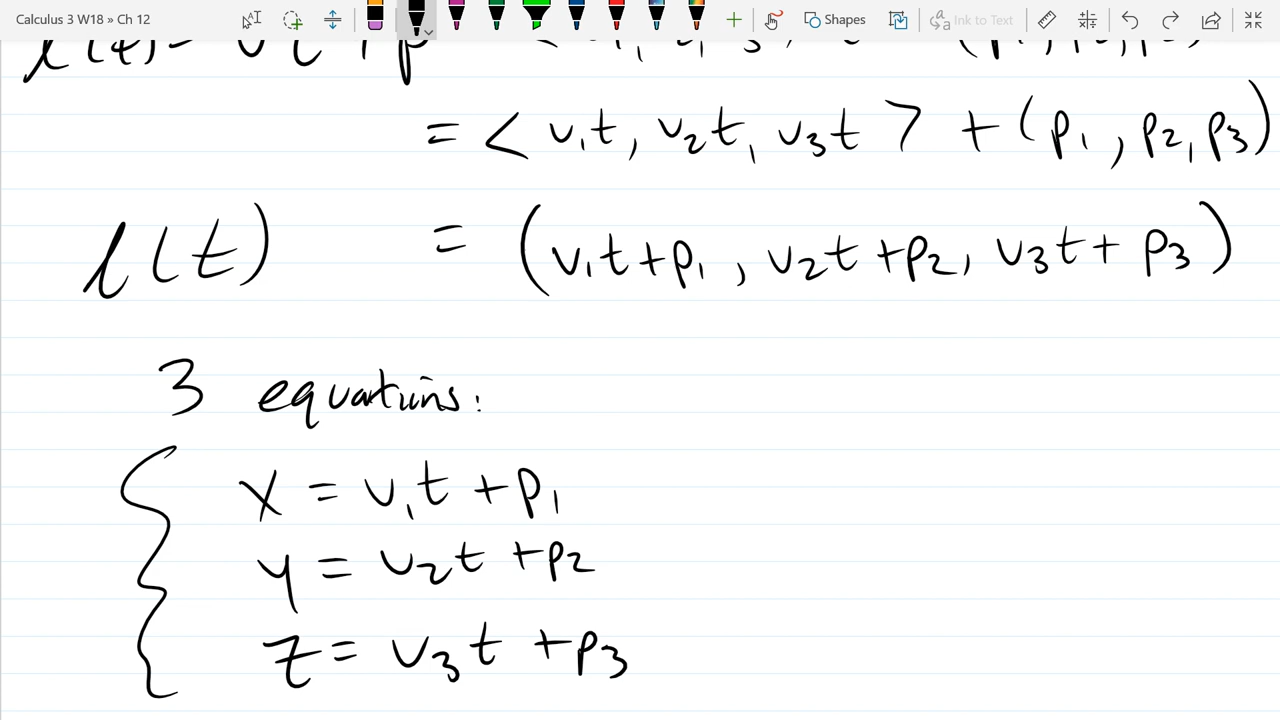 Calculus 3 W18 » Ch 12
Shapes
Ink to Text
l(t) = vt + p
= < v₁t, v₂t, v₃t > + (p₁, p₂, p₃)
l(t) = (v₁t+p₁, v₂t+p₂, v₃t+p₃)
3 equations:
x = v₁t +p₁
y = v₂t +p₂
z = v₃t +p₃